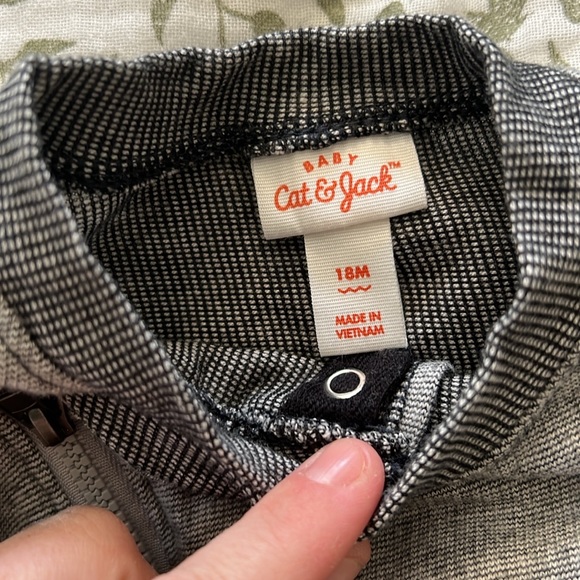 BABY
Cat & Jack™
18M
MADE IN
VIETNAM